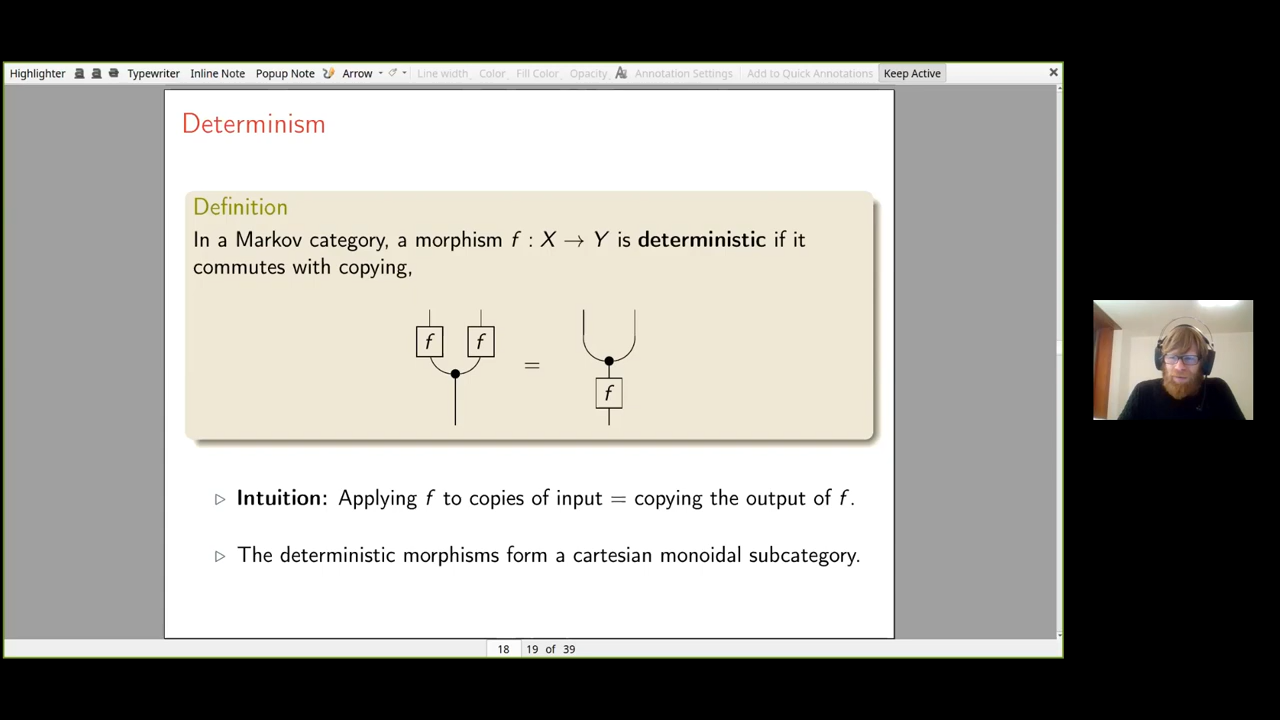 Highlighter Typewriter Inline Note Popup Note Arrow Line width Color Fill Color Opacity Annotation Settings Add to Quick Annotations Keep Active
Determinism
Definition
In a Markov category, a morphism f : X → Y is deterministic if it
commutes with copying,
f f
=
f
▷ Intuition: Applying f to copies of input = copying the output of f.
▷ The deterministic morphisms form a cartesian monoidal subcategory.
18 19 of 39